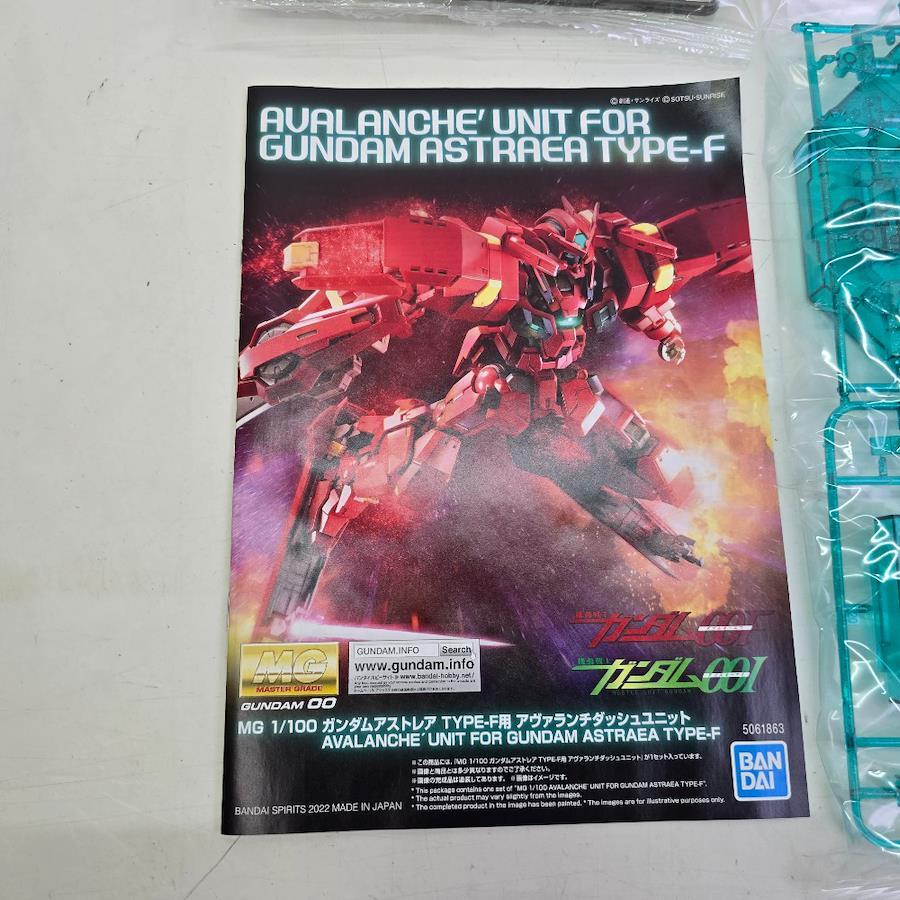 ©創通・サンライズ ©SOTSU・SUNRISE
AVALANCHE' UNIT FOR
GUNDAM ASTRAEA TYPE-F
機動戦士
ガンダム00F
機動戦士
ガンダム00I
MG
MASTER GRADE
GUNDAM 00
GUNDAM.INFO Search
www.gundam.info
www.bandai-hobby.net/
MG 1/100 ガンダムアストレア TYPE-F用 アヴァランチダッシュユニット
AVALANCHE' UNIT FOR GUNDAM ASTRAEA TYPE-F
5061863
BAN
DAI
※この商品には、「MG 1/100 ガンダムアストレア TYPE-F用 アヴァランチダッシュユニット」が1セット入っています。
※画像と商品とは多少異なりますのでご了承ください。
※画像の完成品は塗装してあります。 ※画像はイメージです。
* This package contains one set of "MG 1/100 AVALANCHE' UNIT FOR GUNDAM ASTRAEA TYPE-F".
* The actual product may vary slightly from the images.
* The completed product in the image has been painted. * The images are for illustrative purposes only.
BANDAI SPIRITS 2022 MADE IN JAPAN